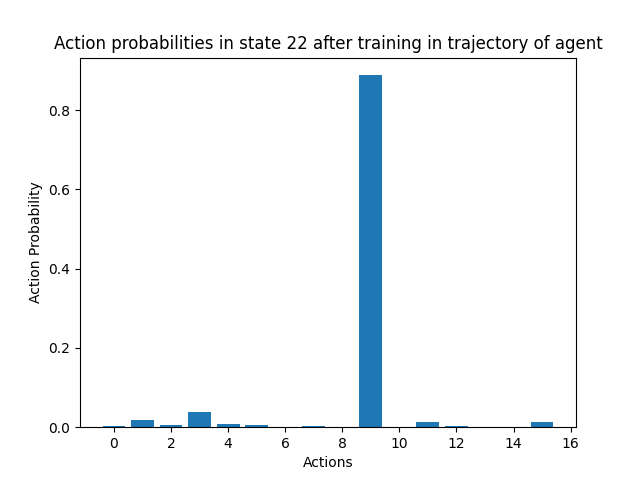 Action probabilities in state 22 after training in trajectory of agent
Action Probability
0.8
0.6
0.4
0.2
0.0
0 2 4 6 8 10 12 14 16
Actions